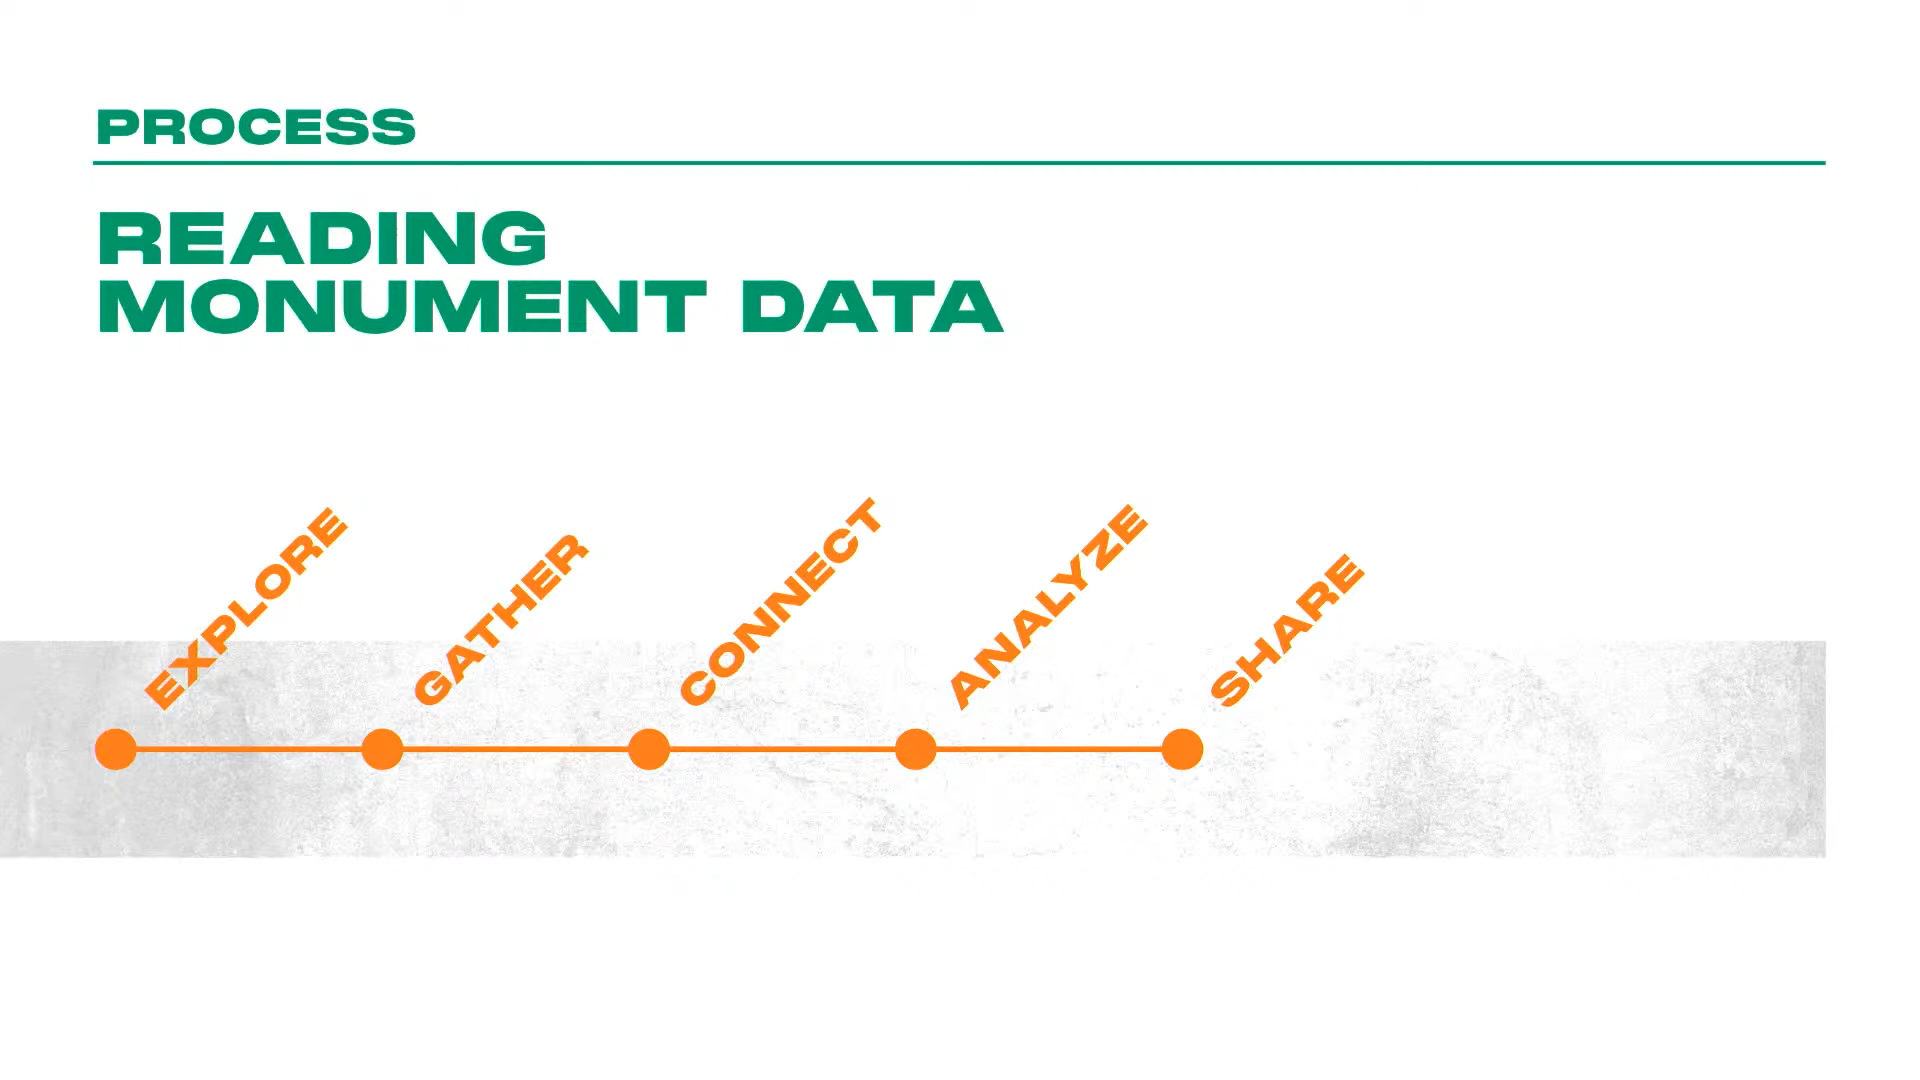 PROCESS
READING
MONUMENT DATA
EXPLORE
GATHER
CONNECT
ANALYZE
SHARE